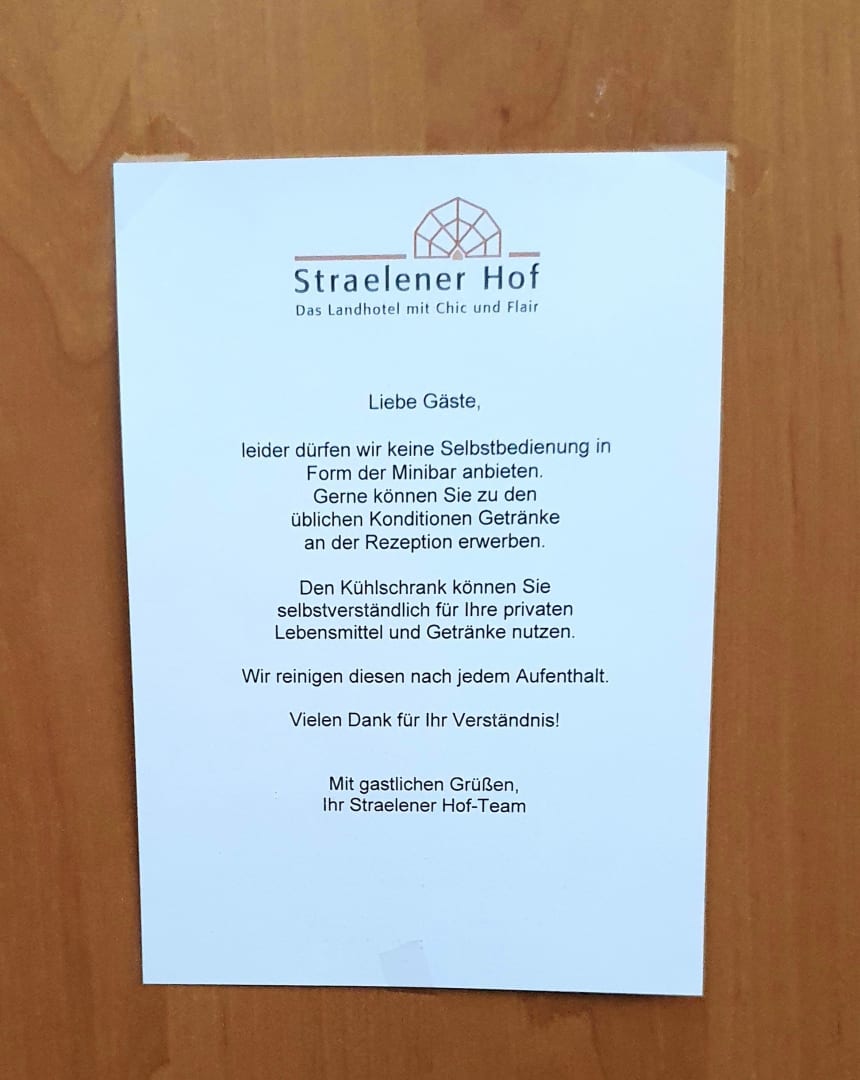 Straelener Hof
Das Landhotel mit Chic und Flair
Liebe Gäste,
leider dürfen wir keine Selbstbedienung in
Form der Minibar anbieten.
Gerne können Sie zu den
üblichen Konditionen Getränke
an der Rezeption erwerben.
Den Kühlschrank können Sie
selbstverständlich für Ihre privaten
Lebensmittel und Getränke nutzen.
Wir reinigen diesen nach jedem Aufenthalt.
Vielen Dank für Ihr Verständnis!
Mit gastlichen Grüßen,
Ihr Straelener Hof-Team